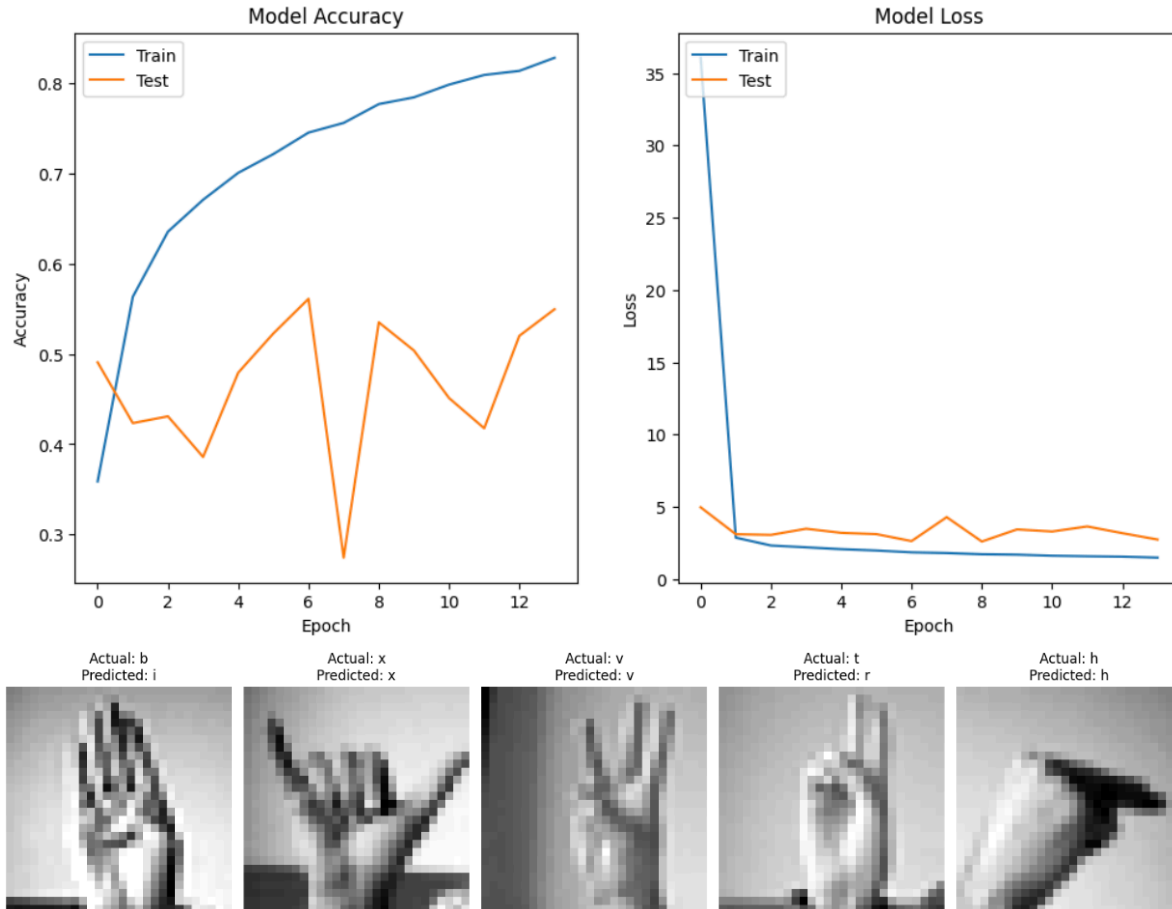 Model Accuracy
Train
Test
0.8
0.7
0.6
0.5
0.4
0.3
Accuracy
0 2 4 6 8 10 12
Epoch
Model Loss
Train
Test
35
30
25
20
15
10
5
0
Loss
0 2 4 6 8 10 12
Epoch
Actual: b
Predicted: i
Actual: x
Predicted: x
Actual: v
Predicted: v
Actual: t
Predicted: r
Actual: h
Predicted: h